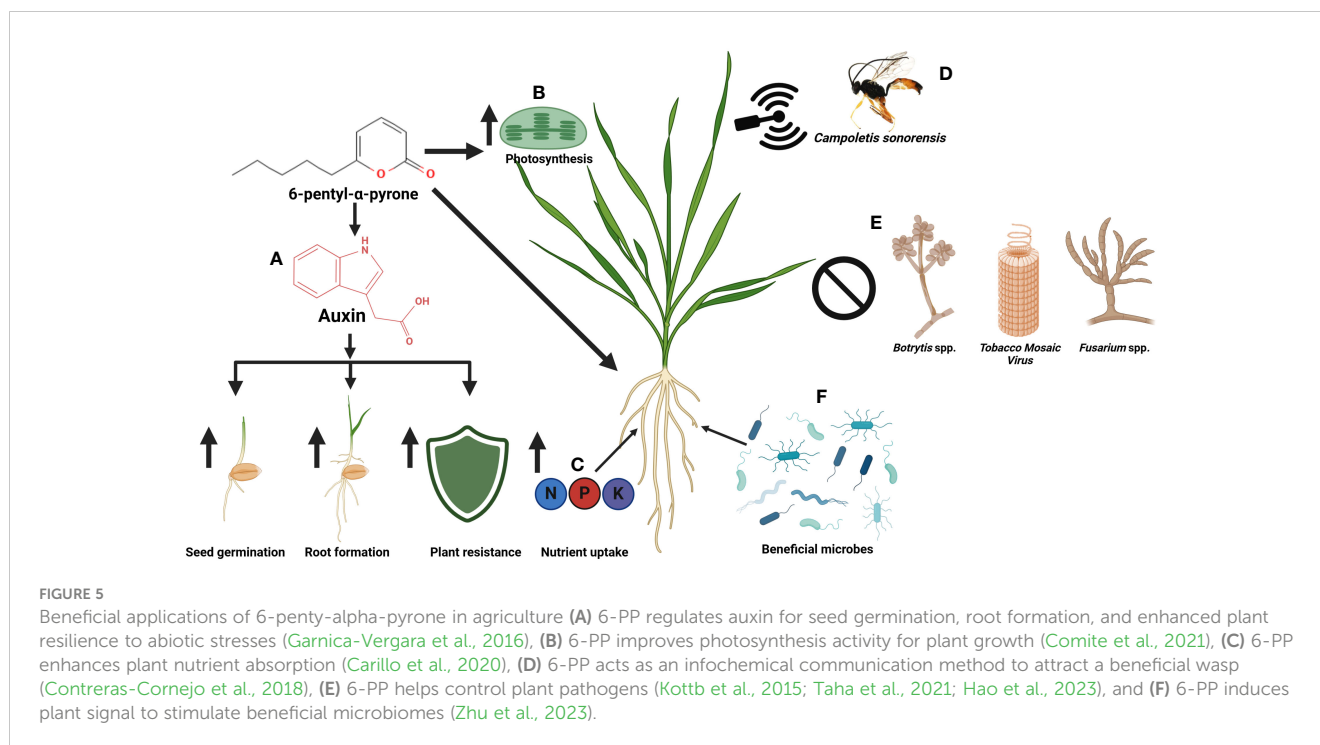 B
Photosynthesis
D
Campoletis sonorensis
O
O
6-pentyl-α-pyrone
A
H
N
OH
O
Auxin
E
Botrytis spp.
Tobacco Mosaic
Virus
Fusarium spp.
F
C
N P K
Seed germination
Root formation
Plant resistance
Nutrient uptake
Beneficial microbes
FIGURE 5
Beneficial applications of 6-penty-alpha-pyrone in agriculture (A) 6-PP regulates auxin for seed germination, root formation, and enhanced plant
resilience to abiotic stresses (Garnica-Vergara et al., 2016), (B) 6-PP improves photosynthesis activity for plant growth (Comite et al., 2021), (C) 6-PP
enhances plant nutrient absorption (Carillo et al., 2020), (D) 6-PP acts as an infochemical communication method to attract a beneficial wasp
(Contreras-Cornejo et al., 2018), (E) 6-PP helps control plant pathogens (Kottb et al., 2015; Taha et al., 2021; Hao et al., 2023), and (F) 6-PP induces
plant signal to stimulate beneficial microbiomes (Zhu et al., 2023).